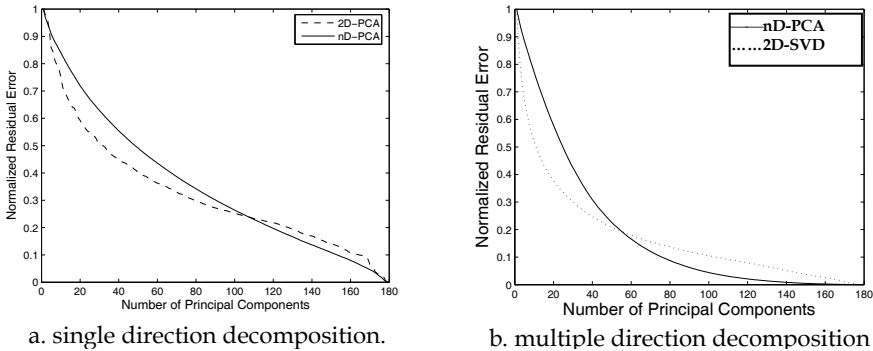 1
0.9
0.8
0.7
0.6
0.5
0.4
0.3
0.2
0.1
0
Normalized Residual Error
2D−PCA
nD−PCA
0 20 40 60 80 100 120 140 160 180
Number of Principal Components
a. single direction decomposition.
1
0.9
0.8
0.7
0.6
0.5
0.4
0.3
0.2
0.1
0
Normalized Residual Error
nD-PCA
2D-SVD
0 20 40 60 80 100 120 140 160 180
Number of Principal Components
b. multiple direction decomposition